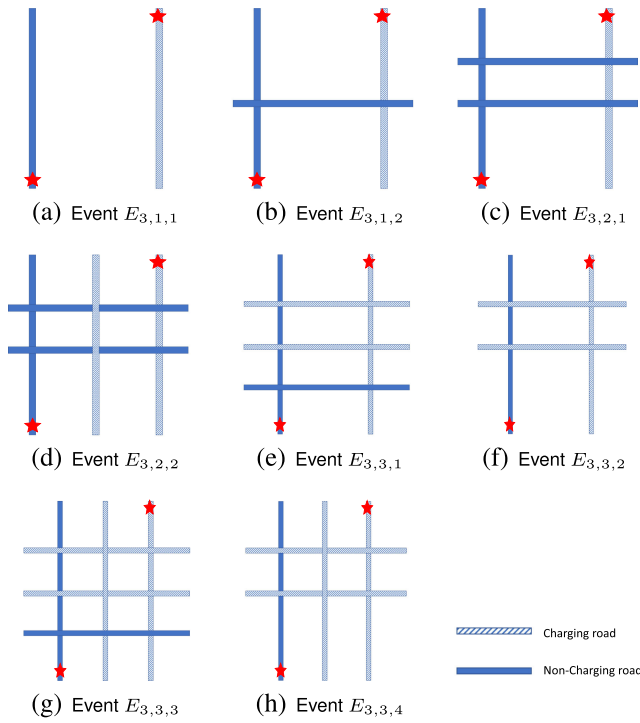 (a) Event E3,1,1
(b) Event E3,1,2
(c) Event E3,2,1
(d) Event E3,2,2
(e) Event E3,3,1
(f) Event E3,3,2
(g) Event E3,3,3
(h) Event E3,3,4
Charging road
Non-Charging road